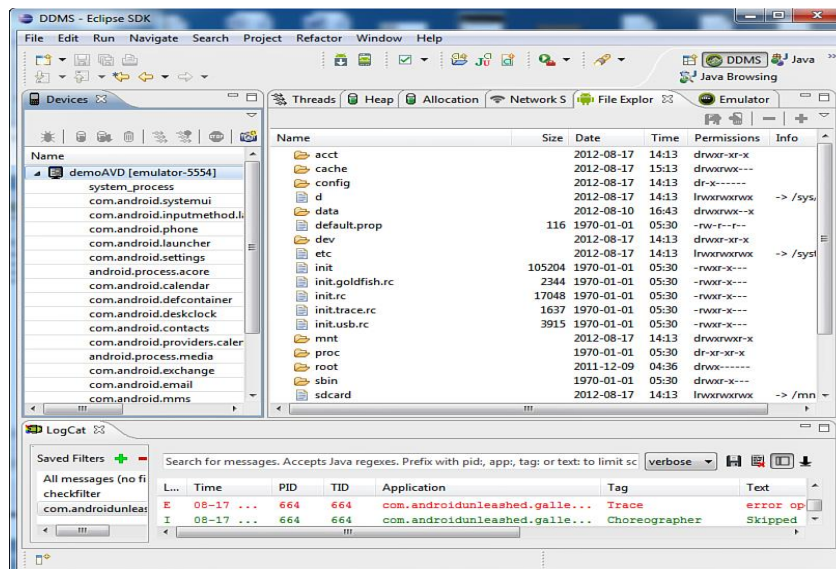 DDMS - Eclipse SDK
File Edit Run Navigate Search Project Refactor Window Help
DDMS Java
Java Browsing
Devices
Name
demoAVD [emulator-5554]
system_process
com.android.systemui
com.android.inputmethod.l
com.android.phone
com.android.launcher
com.android.settings
android.process.acore
com.android.calendar
com.android.defcontainer
com.android.deskclock
com.android.contacts
com.android.providers.caler
android.process.media
com.android.exchange
com.android.email
com.android.mms
Threads Heap Allocation Network S File Explor Emulator
Name Size Date Time Permissions Info
acct 2012-08-17 14:13 drwxr-xr-x
cache 2012-08-17 15:13 drwxrwx---
config 2012-08-17 14:13 dr-x------
d 2012-08-17 14:13 lrwxrwxrwx -> /sys,
data 2012-08-10 16:43 drwxrwx--x
default.prop 116 1970-01-01 05:30 -rw-r--r--
dev 2012-08-17 14:13 drwxr-xr-x
etc 2012-08-17 14:13 lrwxrwxrwx -> /syst
init 105204 1970-01-01 05:30 -rwxr-x---
init.goldfish.rc 2344 1970-01-01 05:30 -rwxr-x---
init.rc 17048 1970-01-01 05:30 -rwxr-x---
init.trace.rc 1637 1970-01-01 05:30 -rwxr-x---
init.usb.rc 3915 1970-01-01 05:30 -rwxr-x---
mnt 2012-08-17 14:13 drwxrwxr-x
proc 1970-01-01 05:30 dr-xr-xr-x
root 2011-12-09 04:36 drwx------
sbin 1970-01-01 05:30 drwxr-x---
sdcard 2012-08-17 14:13 lrwxrwxrwx -> /mn
LogCat
Saved Filters
All messages (no fi
checkfilter
com.androidunleas
Search for messages. Accepts Java regexes. Prefix with pid:, app:, tag: or text: to limit sc verbose
L... Time PID TID Application Tag Text
E 08-17 ... 664 664 com.androidunleashed.galle... Trace error op
I 08-17 ... 664 664 com.androidunleashed.galle... Choreographer Skipped